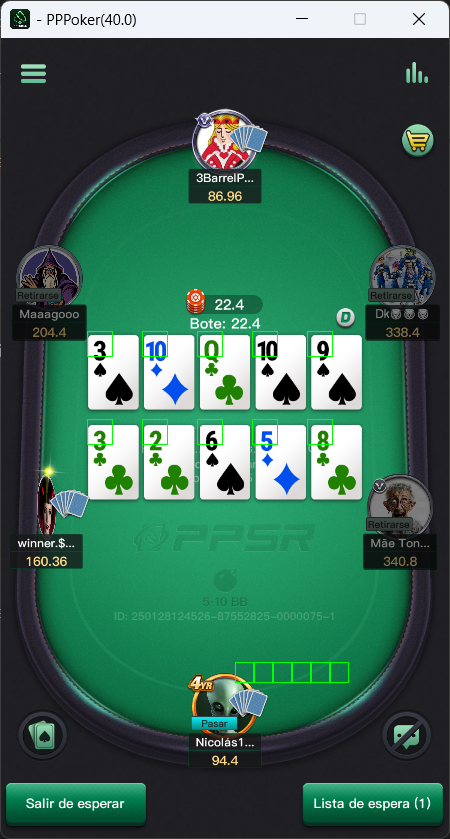 - PPPoker(40.0)
3BarrelP...
86.96
Retirarse
Maaagooo
204.4
Retirarse
Dk
338.4
22.4
Bote: 22.4
D
3 10 Q 10 9
3 2 6 5 8
winner.$...
160.36
Retirarse
Mãe Ton...
340.8
PPSR
5-10 BB
ID: 250128124526-87552825-0000075-1
4YR
Pasar
Nicolás1...
94.4
Salir de esperar
Lista de espera (1)